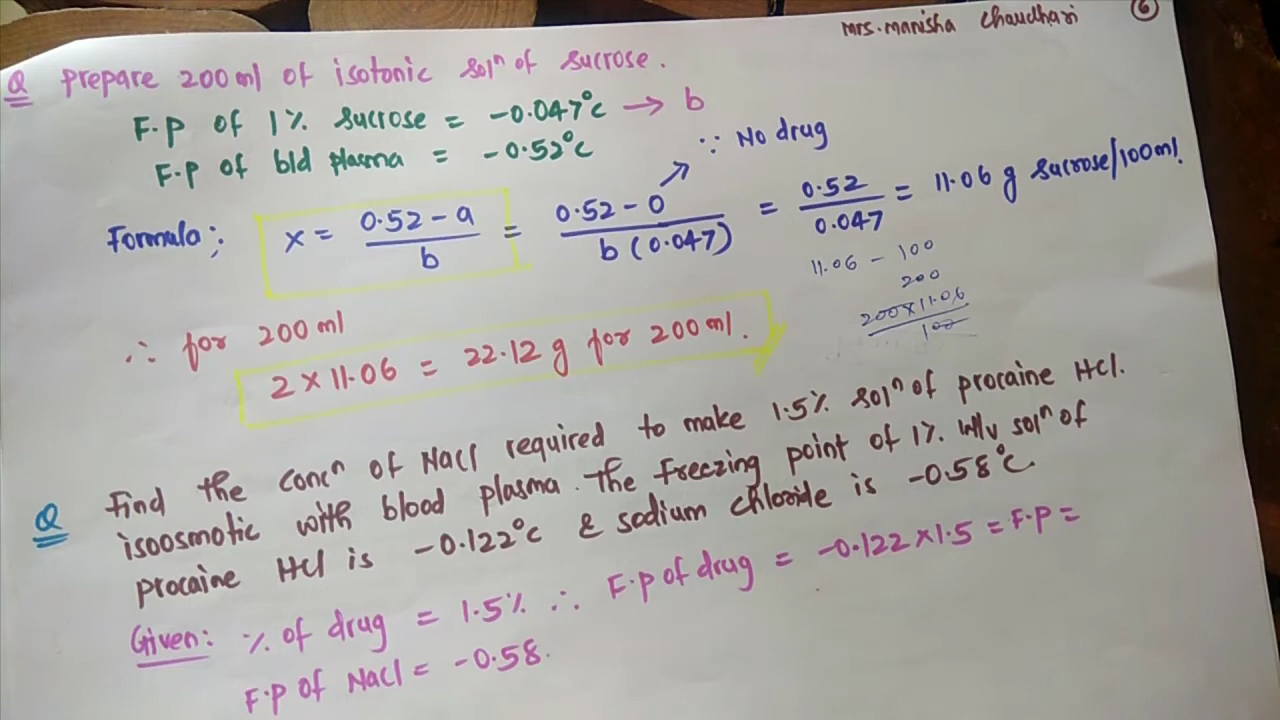 Mrs. Manisha Chaudhari 6
Q Prepare 200 ml of isotonic solⁿ of sucrose.
F.p of 1% sucrose = -0.047°c → b
F.p of bld plasma = -0.52°c
∵ No drug
Formula; x = 0.52 - a / b = 0.52 - 0 / b (0.047) = 0.52 / 0.047 = 11.06 g sucrose/100ml.
11.06 - 100
200
200 x 11.06 / 100
∴ for 200 ml
2 x 11.06 = 22.12 g for 200 ml.
Q Find the concⁿ of NaCl required to make 1.5% solⁿ of procaine HCl.
isoosmotic with blood plasma. The freezing point of 1% w/v solⁿ of
procaine HCl is -0.122°c & sodium chloride is -0.58°c.
Given: % of drug = 1.5% ∴ F.p of drug = -0.122 x 1.5 = F.P =
F.p of NaCl = -0.58.